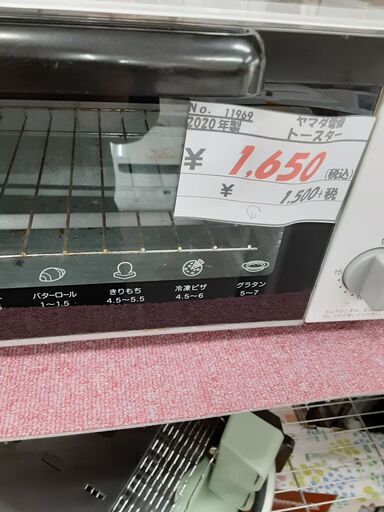 No. 11969
2020年製
ヤマダ電機
トースター
¥ 1,650 (税込)
¥ 1,500+税
バターロール
1〜1.5
きりもち
4.5〜5.5
冷凍ピザ
4.5〜6
グラタン
5〜7
15